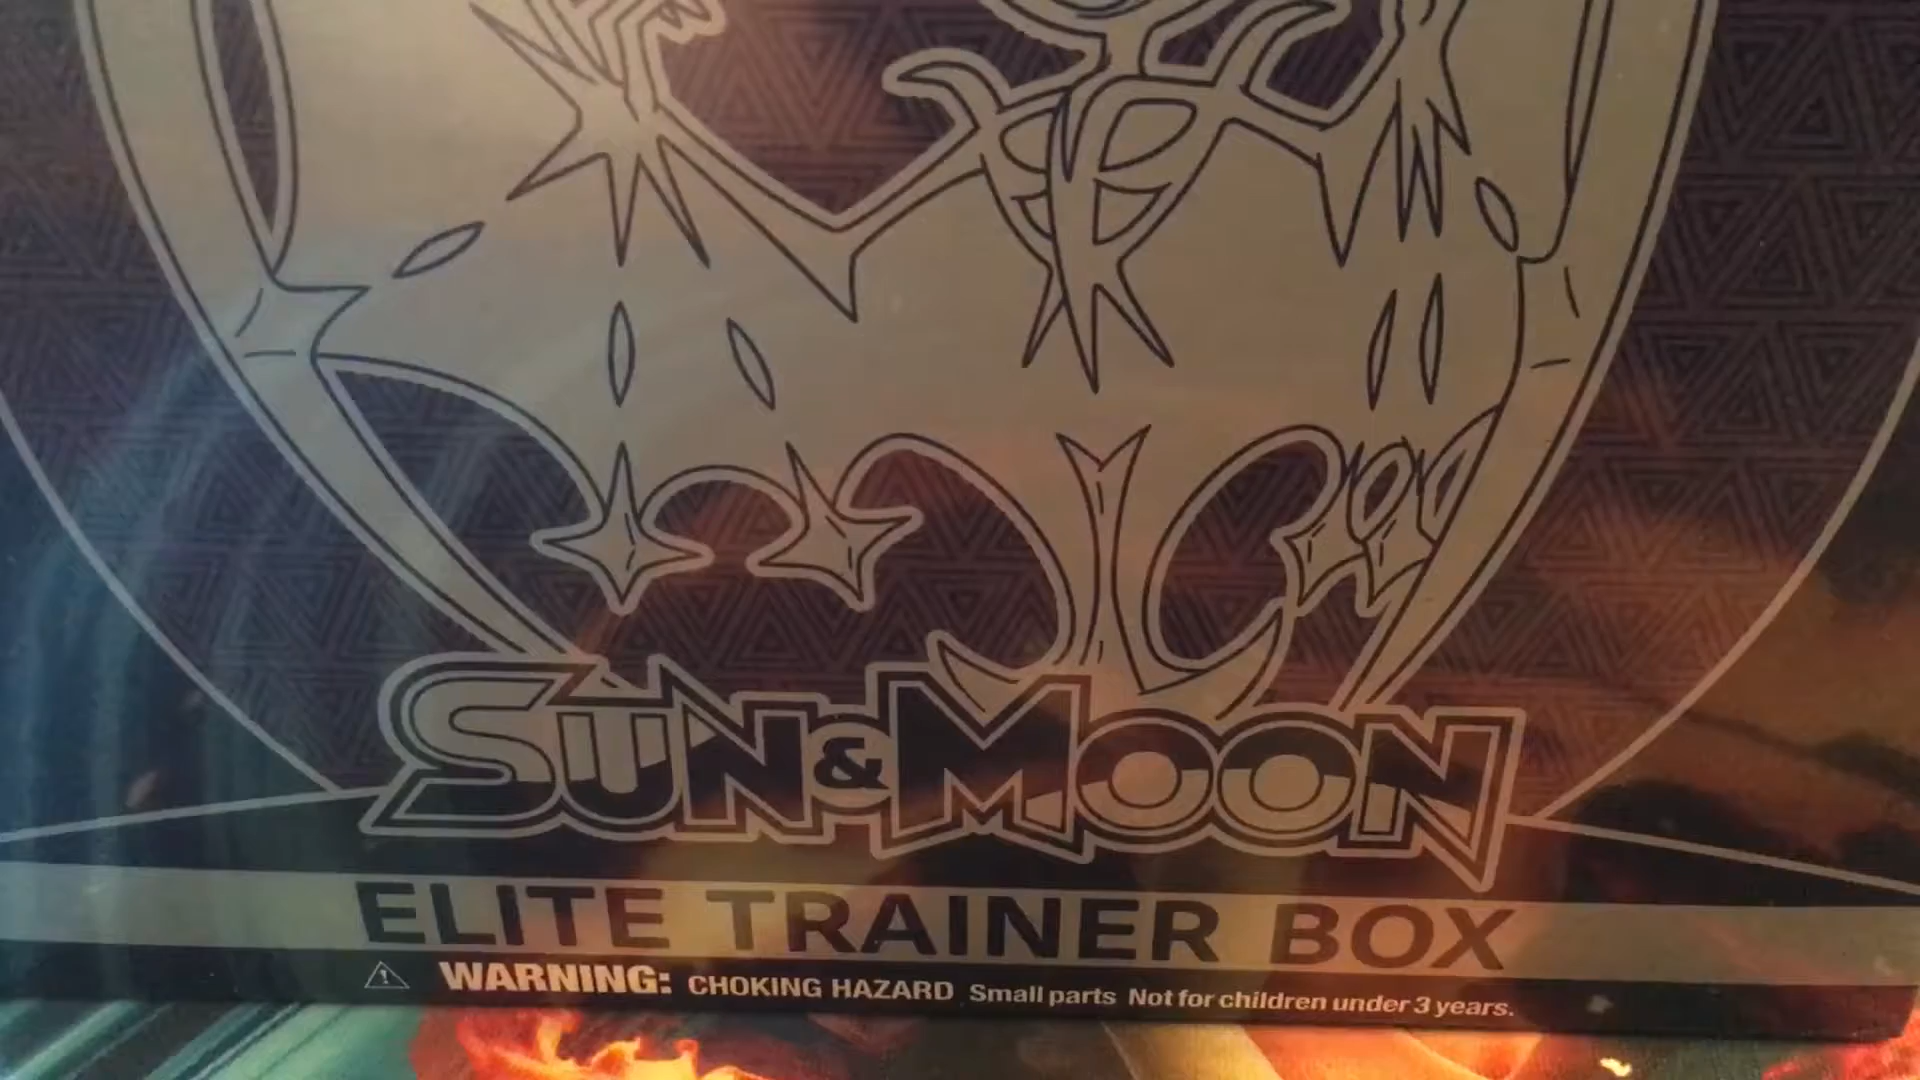 SUN & MOON
ELITE TRAINER BOX
WARNING: CHOKING HAZARD Small parts Not for children under 3 years.